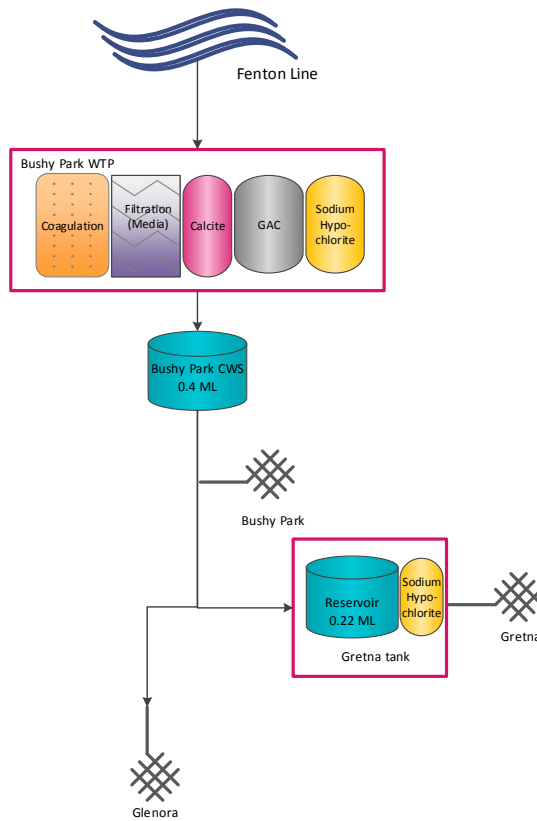 Fenton Line
Bushy Park WTP
Coagulation
Filtration
(Media)
Calcite
GAC
Sodium
Hypo-
chlorite
Bushy Park CWS
0.4 ML
Bushy Park
Reservoir
0.22 ML
Sodium
Hypo-
chlorite
Gretna tank
Gretna
Glenora